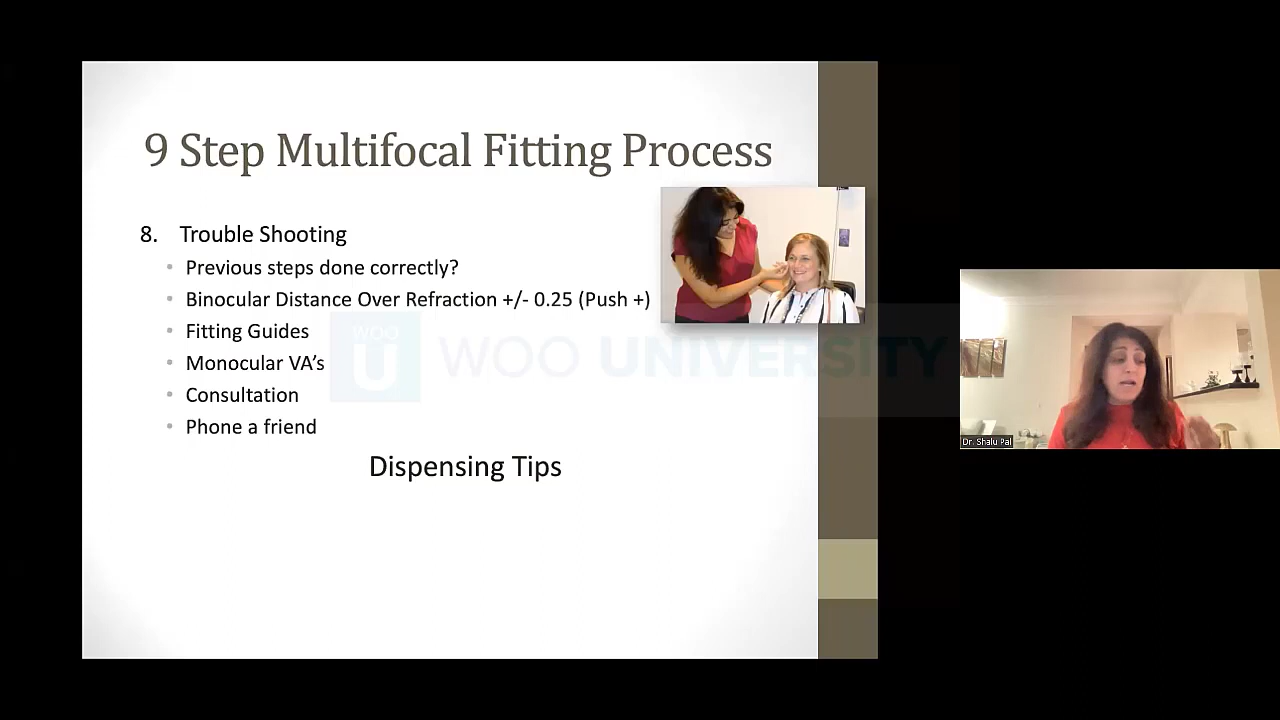 9 Step Multifocal Fitting Process
8. Trouble Shooting
• Previous steps done correctly?
• Binocular Distance Over Refraction +/- 0.25 (Push +)
• Fitting Guides
• Monocular VA's
• Consultation
• Phone a friend
Dispensing Tips
WOO
U
WOO UNIVERSITY
Dr. Shalu Pal